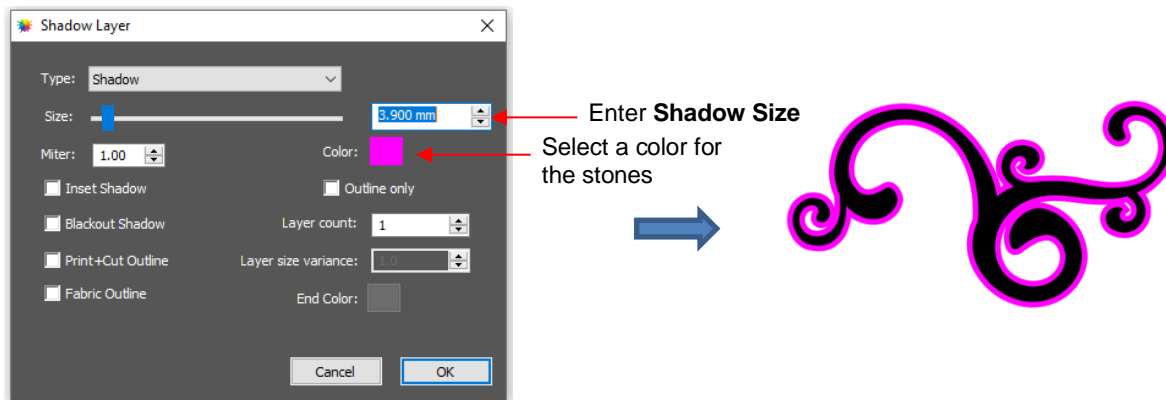 Shadow Layer
Type: Shadow
Size: 3.900 mm
Enter Shadow Size
Miter: 1.00 Color:
Select a color for
the stones
Inset Shadow Outline only
Blackout Shadow Layer count: 1
Print+Cut Outline Layer size variance: 1.0
Fabric Outline End Color:
Cancel OK